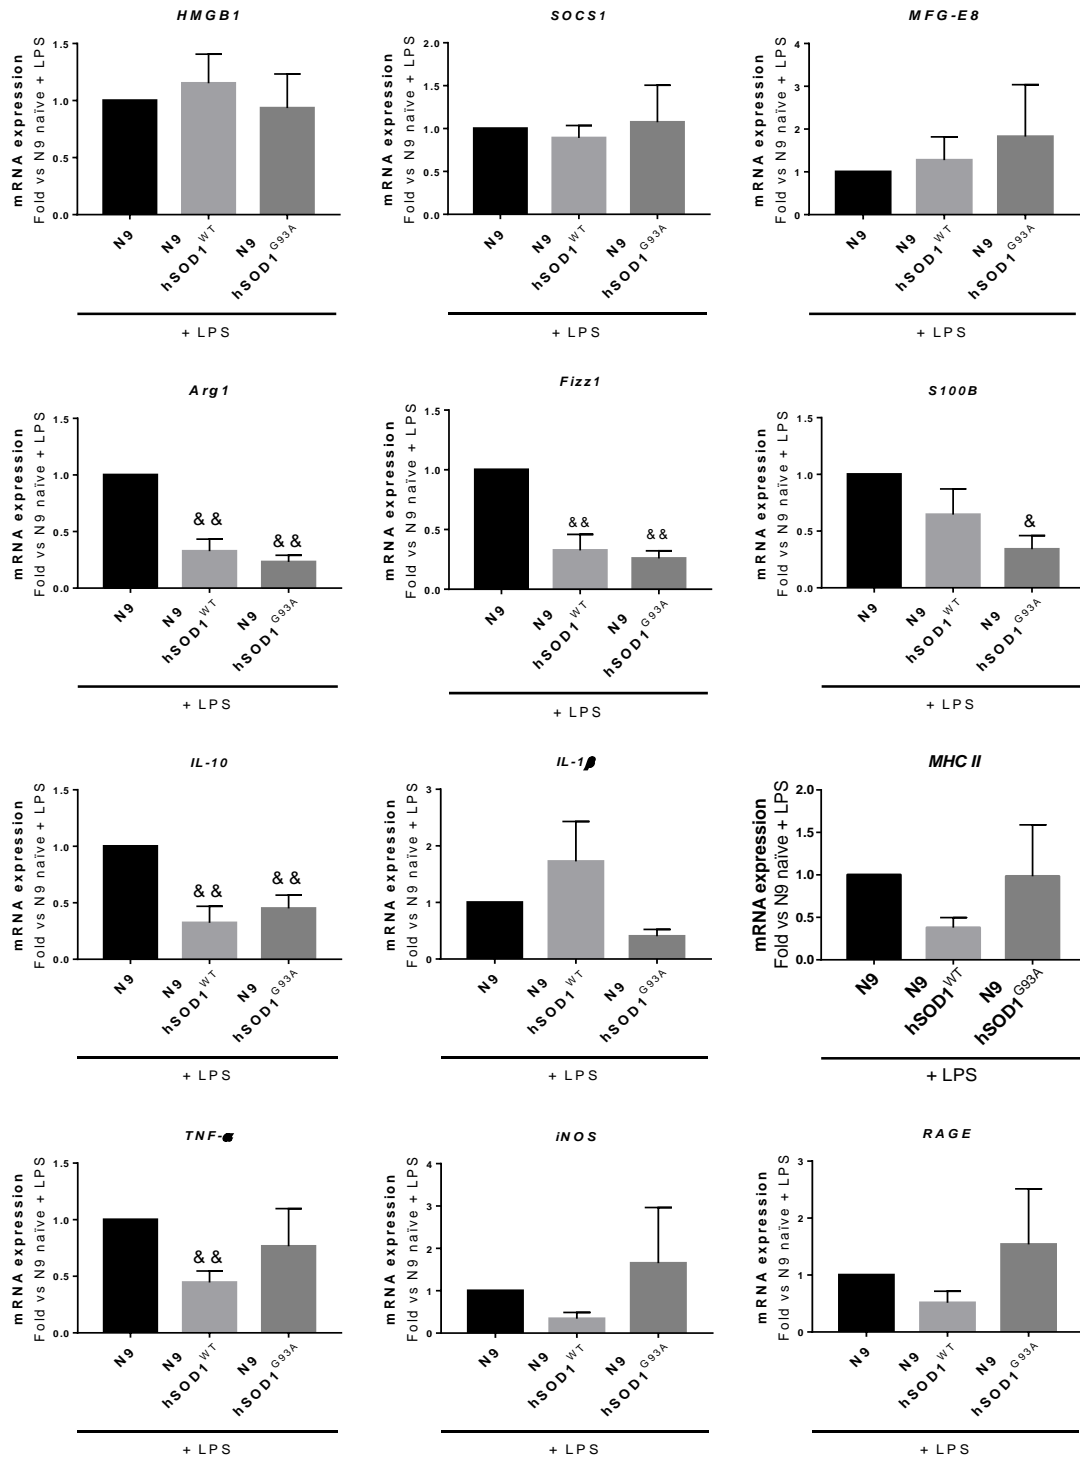 HMGB1
mRNA expression
Fold vs N9 naïve + LPS
1.5
1.0
0.5
0.0
N9
N9
hSOD1WT
N9
hSOD1G93A
+ LPS
SOCS1
mRNA expression
Fold vs N9 naïve + LPS
2.0
1.5
1.0
0.5
0.0
N9
N9
hSOD1WT
N9
hSOD1G93A
+ LPS
MFG-E8
mRNA expression
Fold vs N9 naïve + LPS
4
3
2
1
0
N9
N9
hSOD1WT
N9
hSOD1G93A
+ LPS
Arg1
mRNA expression
Fold vs N9 naïve + LPS
1.5
1.0
0.5
0.0
&&
&&
N9
N9
hSOD1WT
N9
hSOD1G93A
+ LPS
Fizz1
mRNA expression
Fold vs N9 naïve + LPS
1.5
1.0
0.5
0.0
&&
&&
N9
N9
hSOD1WT
N9
hSOD1G93A
+ LPS
S100B
mRNA expression
Fold vs N9 naïve + LPS
1.5
1.0
0.5
0.0
&
N9
N9
hSOD1WT
N9
hSOD1G93A
+ LPS
IL-10
mRNA expression
Fold vs N9 naïve + LPS
1.5
1.0
0.5
0.0
&&
&&
N9
N9
hSOD1WT
N9
hSOD1G93A
+ LPS
IL-1β
mRNA expression
Fold vs N9 naïve + LPS
3
2
1
0
N9
N9
hSOD1WT
N9
hSOD1G93A
+ LPS
MHC II
mRNA expression
Fold vs N9 naïve + LPS
2.0
1.5
1.0
0.5
0.0
N9
N9
hSOD1WT
N9
hSOD1G93A
+ LPS
TNF-α
mRNA expression
Fold vs N9 naïve + LPS
1.5
1.0
0.5
0.0
&&
N9
N9
hSOD1WT
N9
hSOD1G93A
+ LPS
iNOS
mRNA expression
Fold vs N9 naïve + LPS
4
3
2
1
0
N9
N9
hSOD1WT
N9
hSOD1G93A
+ LPS
RAGE
mRNA expression
Fold vs N9 naïve + LPS
3
2
1
0
N9
N9
hSOD1WT
N9
hSOD1G93A
+ LPS